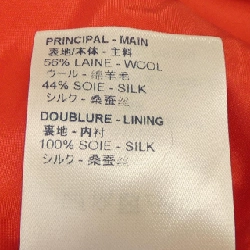 PRINCIPAL - MAIN
裏地/本体 - 主料
56% LAINE - WOOL
ウール - 绵羊毛
44% SOIE - SILK
シルク - 桑蚕丝
DOUBLURE - LINING
裏地 - 内衬
100% SOIE - SILK
シルク - 桑蚕丝